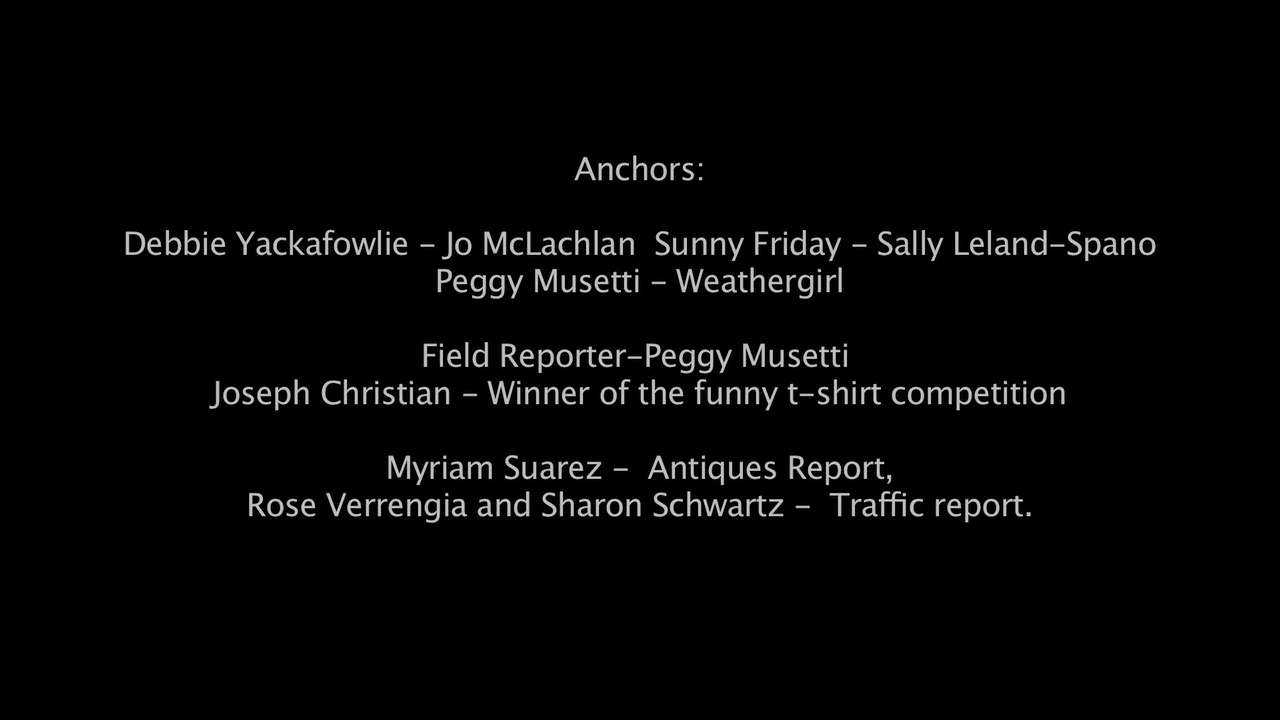 Anchors:
Debbie Yackafowlie - Jo McLachlan  Sunny Friday - Sally Leland-Spano
Peggy Musetti - Weathergirl
Field Reporter-Peggy Musetti
Joseph Christian - Winner of the funny t-shirt competition
Myriam Suarez -  Antiques Report,
Rose Verrengia and Sharon Schwartz -  Traffic report.